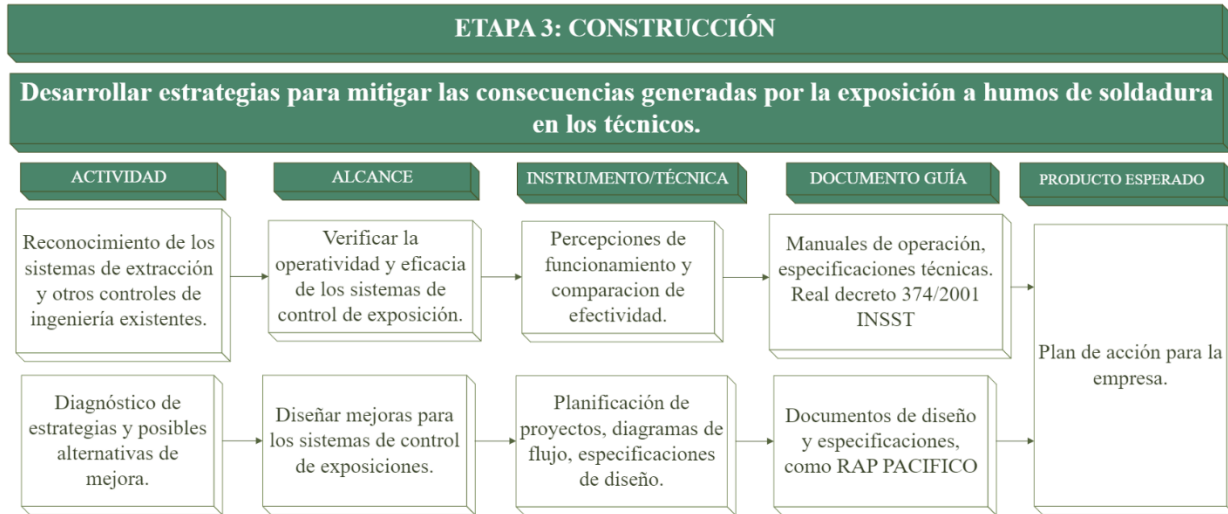 ETAPA 3: CONSTRUCCIÓN
Desarrollar estrategias para mitigar las consecuencias generadas por la exposición a humos de soldadura
en los técnicos.
ACTIVIDAD
ALCANCE
INSTRUMENTO/TÉCNICA
DOCUMENTO GUÍA
PRODUCTO ESPERADO
Reconocimiento de los
sistemas de extracción
y otros controles de
ingeniería existentes.
Verificar la
operatividad y eficacia
de los sistemas de
control de exposición.
Percepciones de
funcionamiento y
comparacion de
efectividad.
Manuales de operación,
especificaciones técnicas.
Real decreto 374/2001
INSST
Plan de acción para la
empresa.
Diagnóstico de
estrategias y posibles
alternativas de
mejora.
Diseñar mejoras para
los sistemas de control
de exposiciones.
Planificación de
proyectos, diagramas de
flujo, especificaciones
de diseño.
Documentos de diseño
y especificaciones,
como RAP PACIFICO